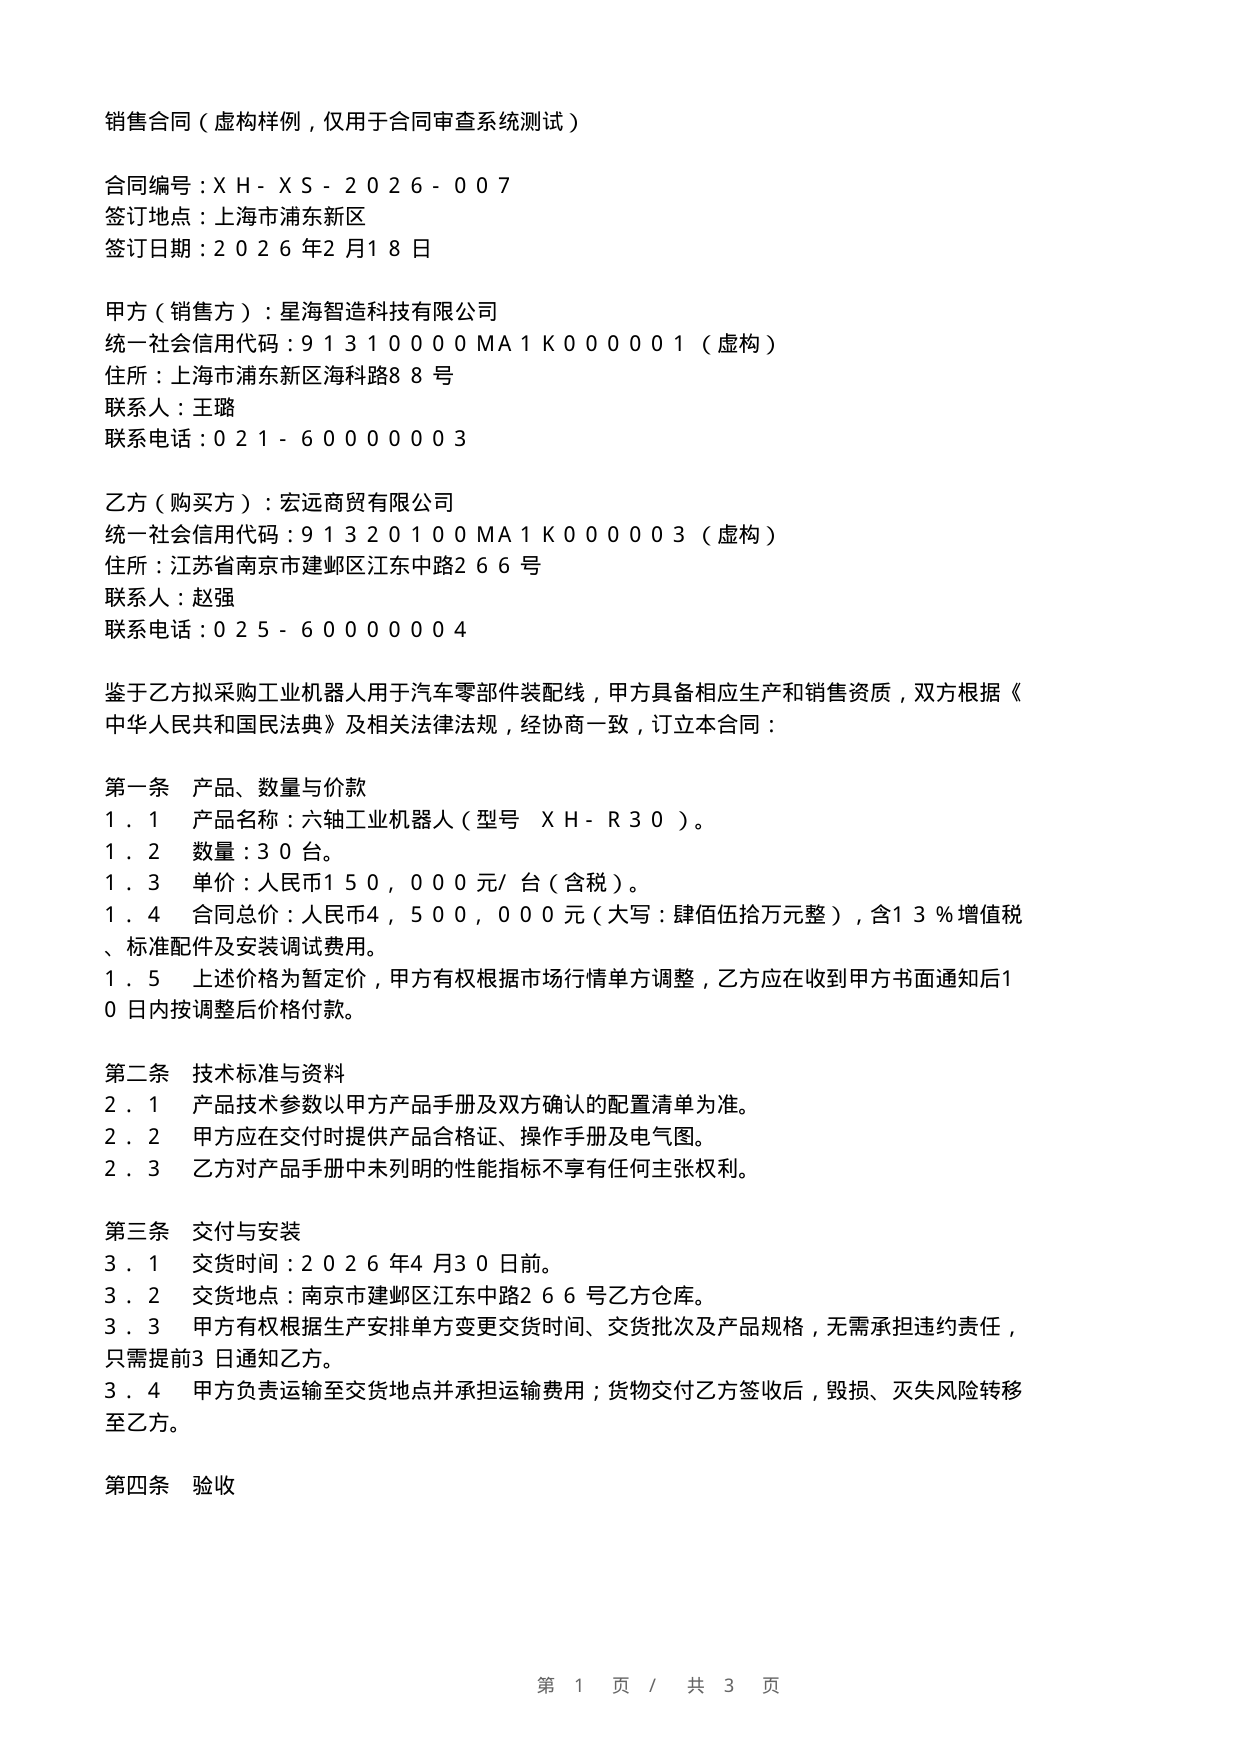 销售合同（虚构样例，仅用于合同审查系统测试）
合同编号：XH-XS-2026-007
签订地点：上海市浦东新区
签订日期：2026年2月18日
甲方（销售方）：星海智造科技有限公司
统一社会信用代码：91310000MA1K000001（虚构）
住所：上海市浦东新区海科路88号
联系人：王璐
联系电话：021-60000003
乙方（购买方）：宏远商贸有限公司
统一社会信用代码：91320100MA1K000003（虚构）
住所：江苏省南京市建邺区江东中路266号
联系人：赵强
联系电话：025-60000004
鉴于乙方拟采购工业机器人用于汽车零部件装配线，甲方具备相应生产和销售资质，双方根据《
中华人民共和国民法典》及相关法律法规，经协商一致，订立本合同：
第一条 产品、数量与价款
1.1 产品名称：六轴工业机器人（型号 XH-R30）。
1.2 数量：30台。
1.3 单价：人民币150,000元/台（含税）。
1.4 合同总价：人民币4,500,000元（大写：肆佰伍拾万元整），含13%增值税
、标准配件及安装调试费用。
1.5 上述价格为暂定价，甲方有权根据市场行情单方调整，乙方应在收到甲方书面通知后1
0日内按调整后价格付款。
第二条 技术标准与资料
2.1 产品技术参数以甲方产品手册及双方确认的配置清单为准。
2.2 甲方应在交付时提供产品合格证、操作手册及电气图。
2.3 乙方对产品手册中未列明的性能指标不享有任何主张权利。
第三条 交付与安装
3.1 交货时间：2026年4月30日前。
3.2 交货地点：南京市建邺区江东中路266号乙方仓库。
3.3 甲方有权根据生产安排单方变更交货时间、交货批次及产品规格，无需承担违约责任，
只需提前3日通知乙方。
3.4 甲方负责运输至交货地点并承担运输费用；货物交付乙方签收后，毁损、灭失风险转移
至乙方。
第四条 验收
第 1 页 / 共 3 页